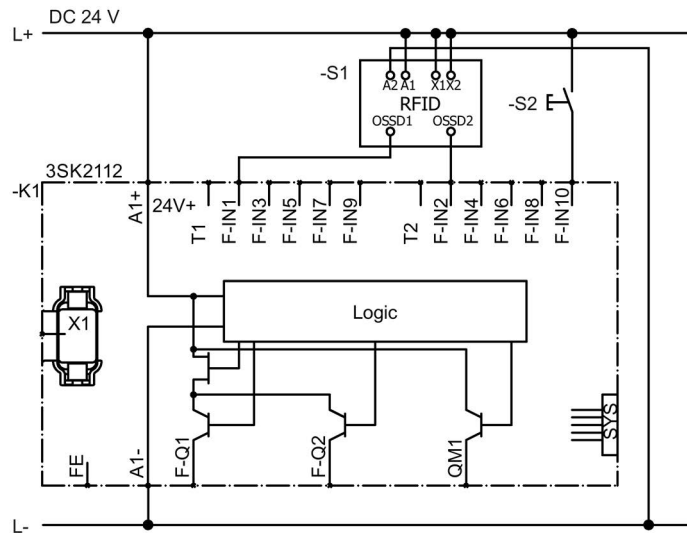 DC 24 V
L+
-S1
A2 A1 X1 X2
RFID
OSSD1 OSSD2
-S2
3SK2112
-K1
A1+
24V+
T1
F-IN1
F-IN3
F-IN5
F-IN7
F-IN9
T2
F-IN2
F-IN4
F-IN6
F-IN8
F-IN10
Logic
X1
SYS
FE
A1-
F-Q1
F-Q2
QM1
L-